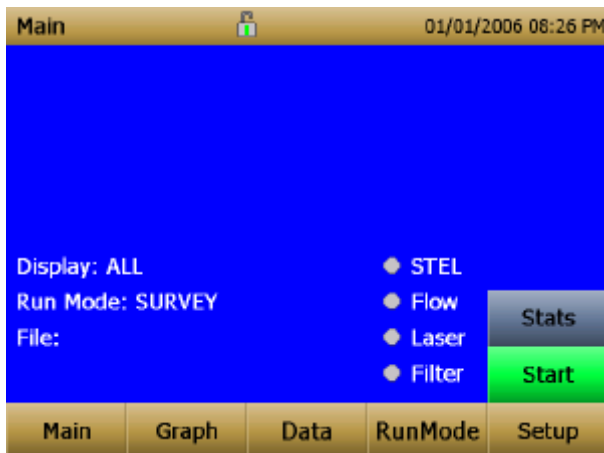 Main 01/01/2006 08:26 PM
Display: ALL
Run Mode: SURVEY
File:
STEL
Flow
Laser
Filter
Stats
Start
Main Graph Data RunMode Setup